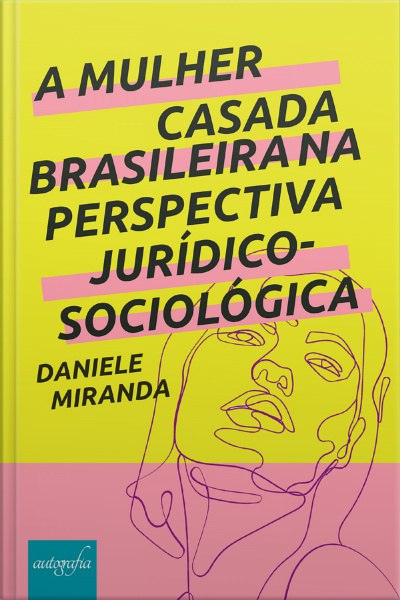 A MULHER
CASADA
BRASILEIRA NA
PERSPECTIVA
JURÍDICO-
SOCIOLÓGICA
DANIELE
MIRANDA
autografia